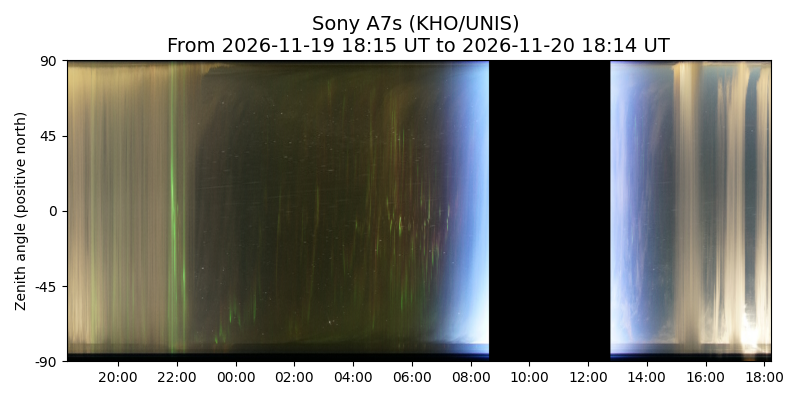 Sony A7s (KHO/UNIS)
From 2026-11-19 18:15 UT to 2026-11-20 18:14 UT
Zenith angle (positive north)
90
45
0
-45
-90
20:00 22:00 00:00 02:00 04:00 06:00 08:00 10:00 12:00 14:00 16:00 18:00